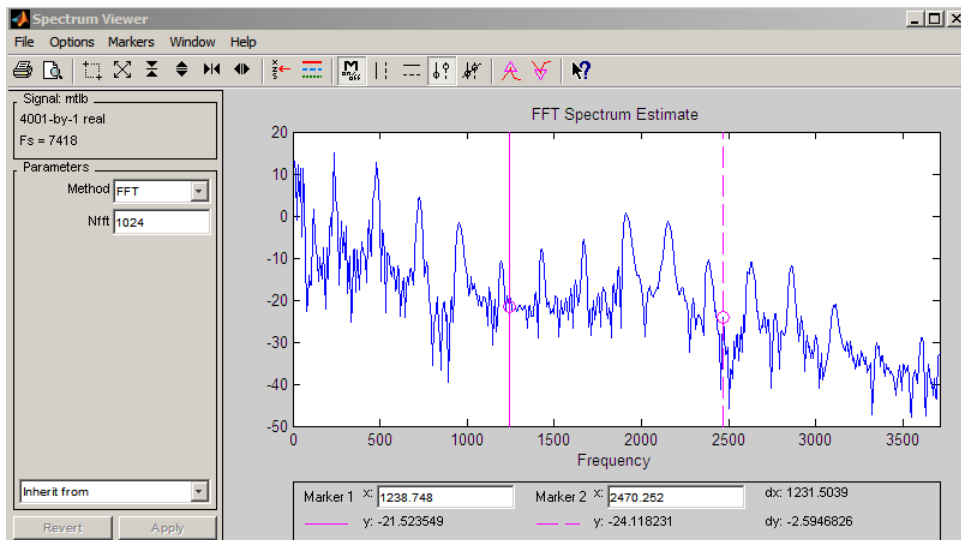 Spectrum Viewer
File Options Markers Window Help
M on/off
Signal: mtlb
4001-by-1 real
Fs = 7418
Parameters
Method FFT
Nfft 1024
Inherit from
Revert Apply
FFT Spectrum Estimate
20
10
0
-10
-20
-30
-40
-50
0 500 1000 1500 2000 2500 3000 3500
Frequency
Marker 1 x: 1238.748 Marker 2 x: 2470.252 dx: 1231.5039
y: -21.523549 y: -24.118231 dy: -2.5946826